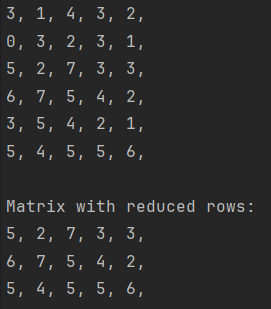 3, 1, 4, 3, 2,
0, 3, 2, 3, 1,
5, 2, 7, 3, 3,
6, 7, 5, 4, 2,
3, 5, 4, 2, 1,
5, 4, 5, 5, 6,

Matrix with reduced rows:
5, 2, 7, 3, 3,
6, 7, 5, 4, 2,
5, 4, 5, 5, 6,